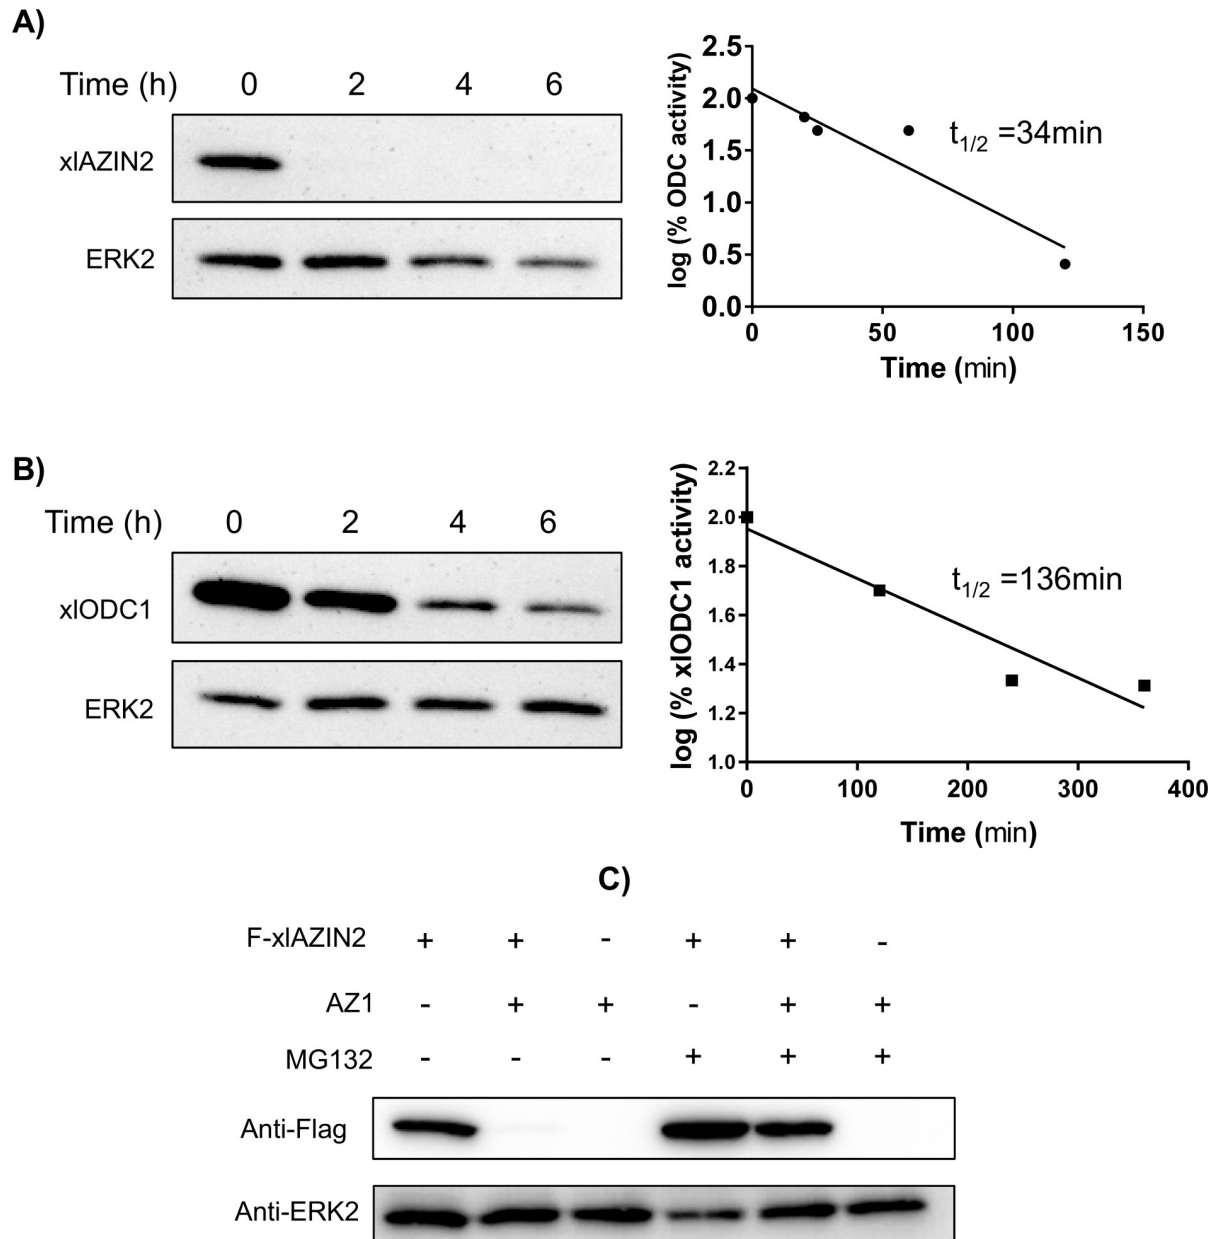 A)
Time (h) 0 2 4 6
xlAZIN2
ERK2
log (% ODC activity)
2.5
2.0
1.5
1.0
0.5
0.0
t1/2 =34min
0 50 100 150
Time (min)
B)
Time (h) 0 2 4 6
xlODC1
ERK2
log (% xlODC1 activity)
2.2
2.0
1.8
1.6
1.4
1.2
1.0
t1/2 =136min
0 100 200 300 400
Time (min)
C)
F-xlAZIN2 + + - + + -
AZ1 - + + - + +
MG132 - - - + + +
Anti-Flag
Anti-ERK2